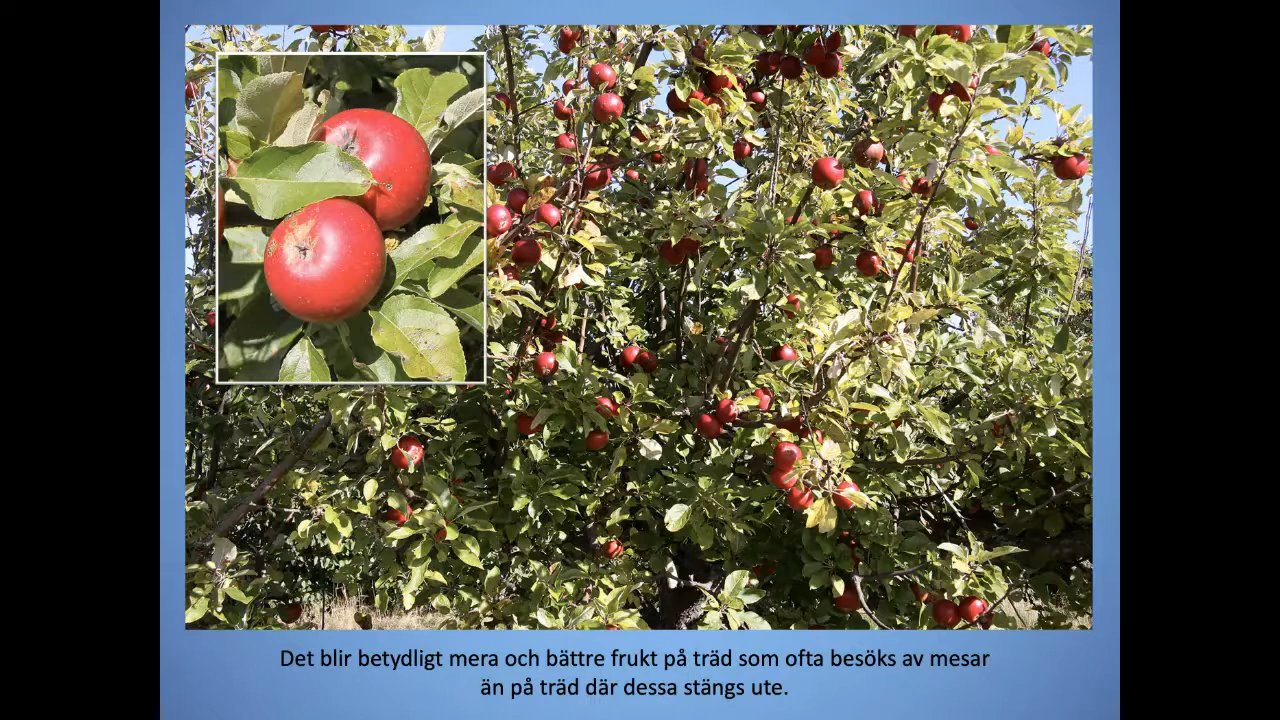 Det blir betydligt mera och bättre frukt på träd som ofta besöks av mesar
än på träd där dessa stängs ute.